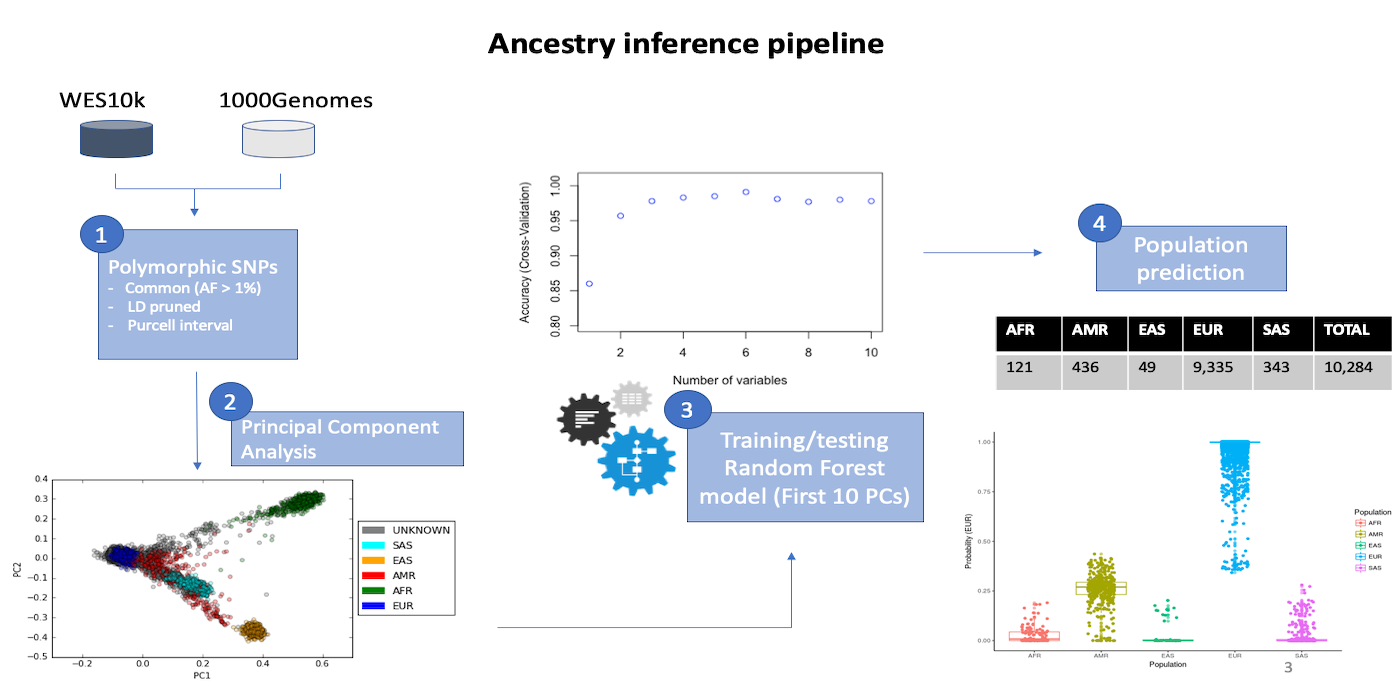 Ancestry inference pipeline
WES10k
1000Genomes
1
Polymorphic SNPs
- Common (AF > 1%)
- LD pruned
- Purcell interval
2
Principal Component
Analysis
0.4
0.3
0.2
0.1
0.0
−0.1
−0.2
−0.3
−0.4
−0.5
PC2
−0.2
0.0
0.2
0.4
0.6
PC1
UNKNOWN
SAS
EAS
AMR
AFR
EUR
Accuracy (Cross-Validation)
1.00
0.95
0.90
0.85
0.80
2
4
6
8
10
Number of variables
3
Training/testing
Random Forest
model (First 10 PCs)
4
Population
prediction
AFR AMR EAS EUR SAS TOTAL
121 436 49 9,335 343 10,284
Probability (EUR)
1.00
0.75
0.50
0.25
0.00
AFR
AMR
EAS
EUR
SAS
Population
Population
AFR
AMR
EAS
EUR
SAS
3